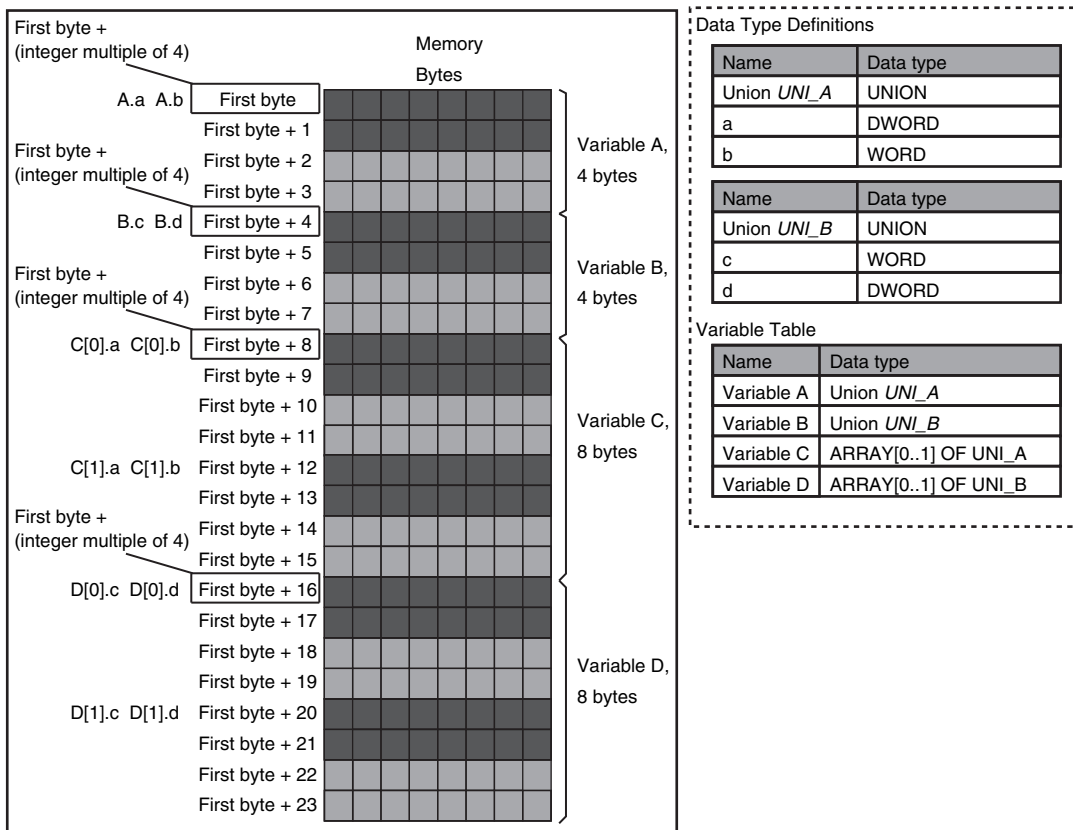 First byte +
(integer multiple of 4)
Memory
Bytes
A.a A.b First byte
First byte + 1
First byte +
(integer multiple of 4)
First byte + 2
First byte + 3
Variable A,
4 bytes
B.c B.d First byte + 4
First byte + 5
First byte +
(integer multiple of 4)
First byte + 6
First byte + 7
Variable B,
4 bytes
C[0].a C[0].b First byte + 8
First byte + 9
First byte + 10
First byte + 11
Variable C,
8 bytes
C[1].a C[1].b First byte + 12
First byte + 13
First byte +
(integer multiple of 4)
First byte + 14
First byte + 15
D[0].c D[0].d First byte + 16
First byte + 17
First byte + 18
First byte + 19
Variable D,
8 bytes
D[1].c D[1].d First byte + 20
First byte + 21
First byte + 22
First byte + 23
Data Type Definitions
Name Data type
Union UNI_A UNION
a DWORD
b WORD
Name Data type
Union UNI_B UNION
c WORD
d DWORD
Variable Table
Name Data type
Variable A Union UNI_A
Variable B Union UNI_B
Variable C ARRAY[0..1] OF UNI_A
Variable D ARRAY[0..1] OF UNI_B